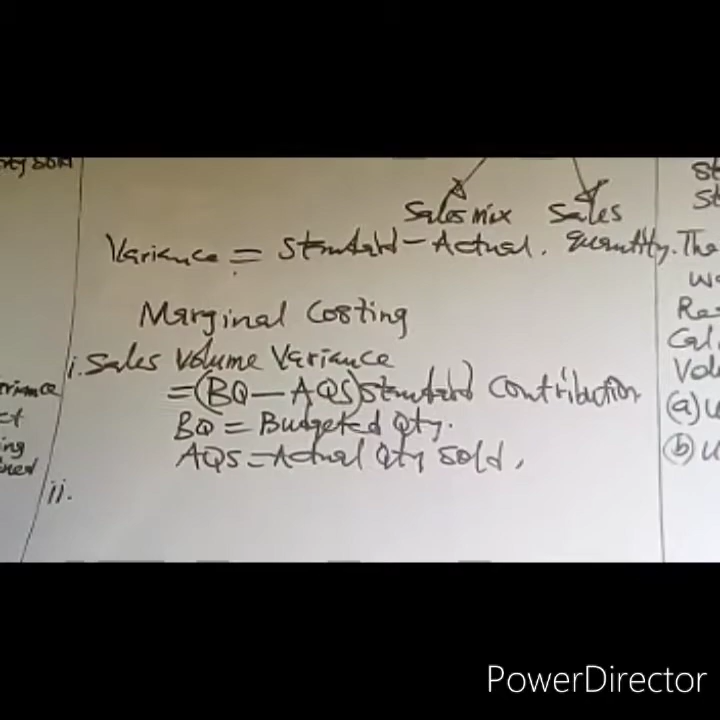 Sales mix Sales
Variance = Standard - Actual. quantity. The
Marginal Costing
i. Sales Volume Variance
= (BQ - AQS) Standard Contribution
BQ = Budgeted Qty.
AQS = Actual Qty Sold.
ii.
(a)
(b)
PowerDirector